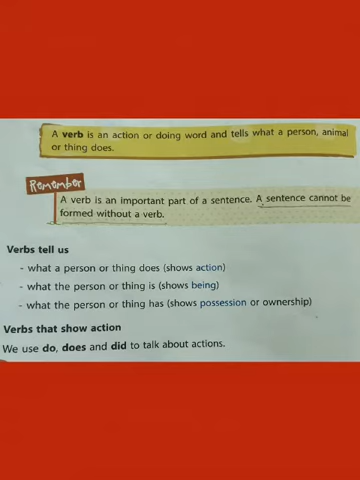 A verb is an action or doing word and tells what a person, animal
or thing does.
Remember
A verb is an important part of a sentence. A sentence cannot be
formed without a verb.
Verbs tell us
- what a person or thing does (shows action)
- what the person or thing is (shows being)
- what the person or thing has (shows possession or ownership)
Verbs that show action
We use do, does and did to talk about actions.